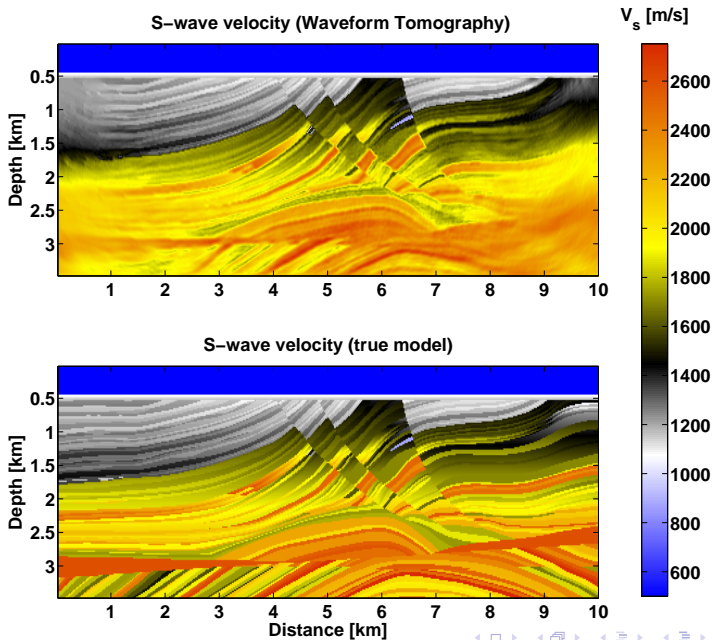 S-wave velocity (Waveform Tomography)
V_s [m/s]
Depth [km]
0.5
1
1.5
2
2.5
3
1 2 3 4 5 6 7 8 9 10
S-wave velocity (true model)
Depth [km]
0.5
1
1.5
2
2.5
3
1 2 3 4 5 6 7 8 9 10
Distance [km]
2600
2400
2200
2000
1800
1600
1400
1200
1000
800
600